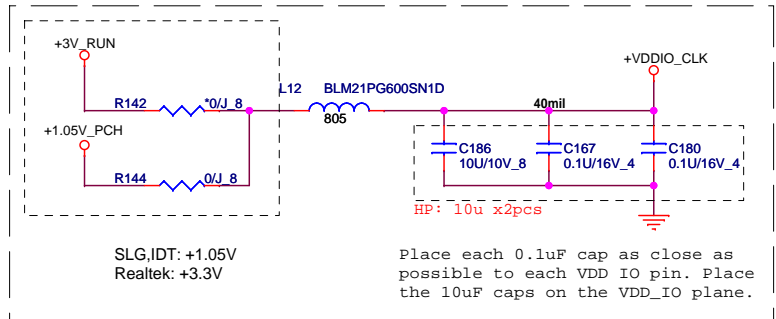 +3V_RUN
+VDDIO_CLK
L12 BLM21PG600SN1D
R142 *0/J_8
805
40mil
+1.05V_PCH
C186
10U/10V_8
C167
0.1U/16V_4
C180
0.1U/16V_4
R144 0/J_8
HP: 10u x2pcs
SLG,IDT: +1.05V
Realtek: +3.3V
Place each 0.1uF cap as close as
possible to each VDD IO pin. Place
the 10uF caps on the VDD_IO plane.